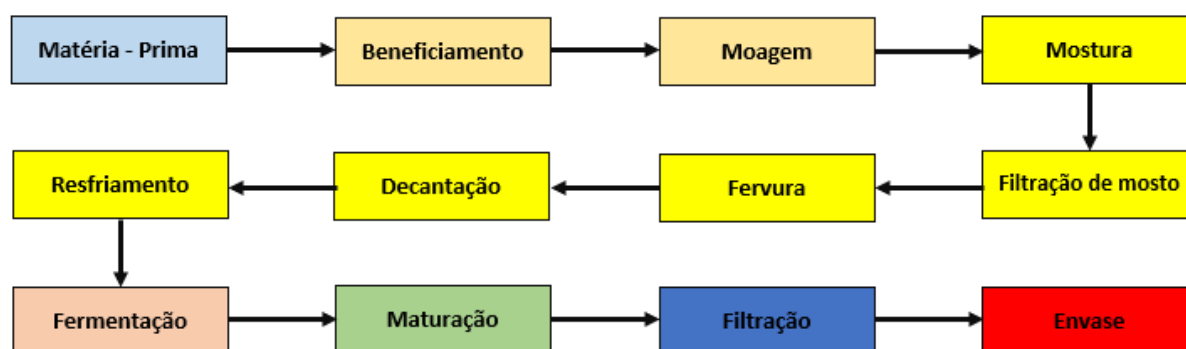 Matéria - Prima
Beneficiamento
Moagem
Mostura
Resfriamento
Decantação
Fervura
Filtração de mosto
Fermentação
Maturação
Filtração
Envase